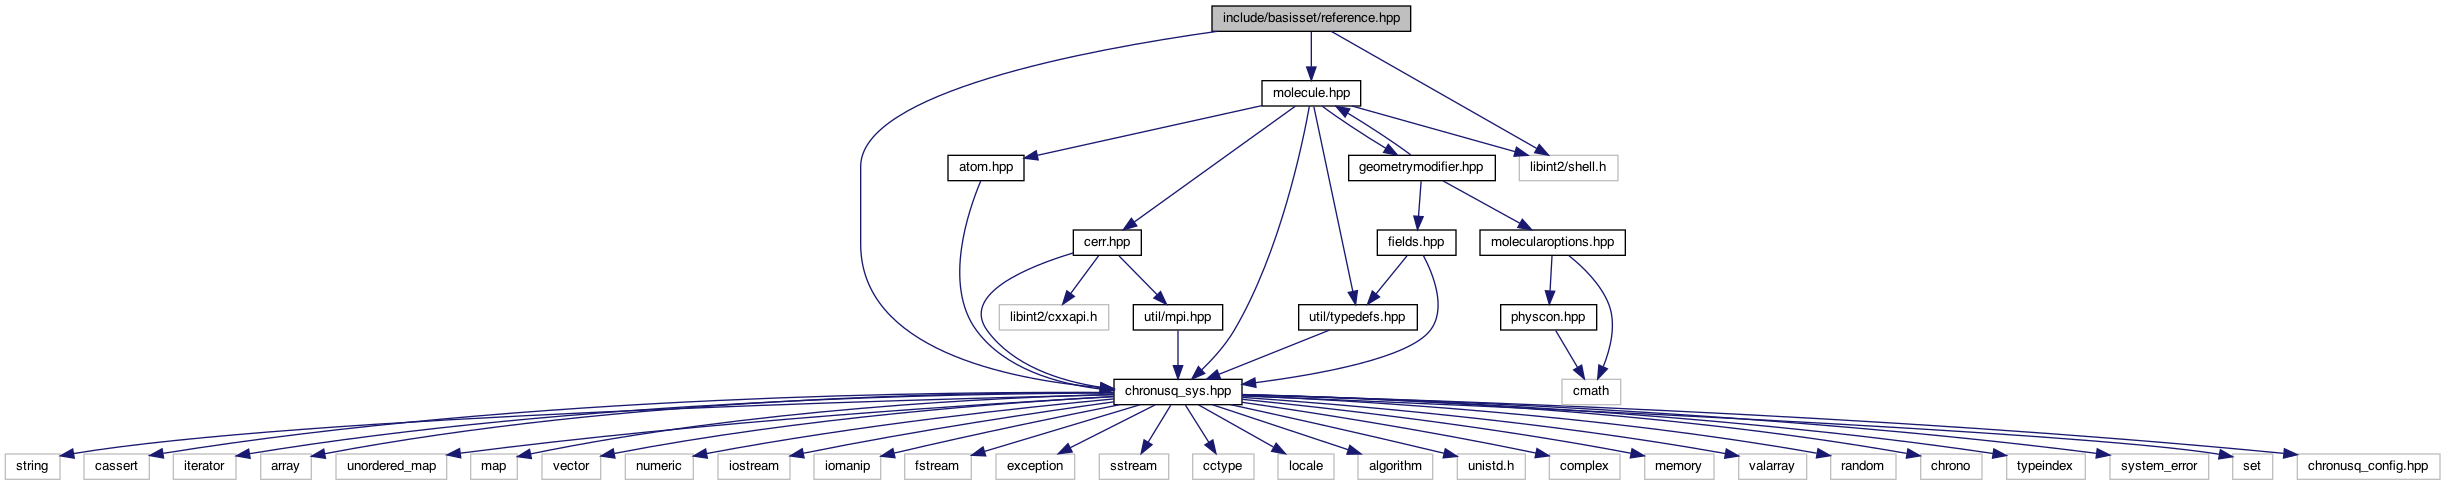 include/basisset/reference.hpp
molecule.hpp
atom.hpp
geometrymodifier.hpp
libint2/shell.h
cerr.hpp
fields.hpp
molecularoptions.hpp
libint2/cxxapi.h
util/mpi.hpp
util/typedefs.hpp
physcon.hpp
chronusq_sys.hpp
cmath
string
cassert
iterator
array
unordered_map
map
vector
numeric
iostream
iomanip
fstream
exception
sstream
cctype
locale
algorithm
unistd.h
complex
memory
valarray
random
chrono
typeindex
system_error
set
chronusq_config.hpp